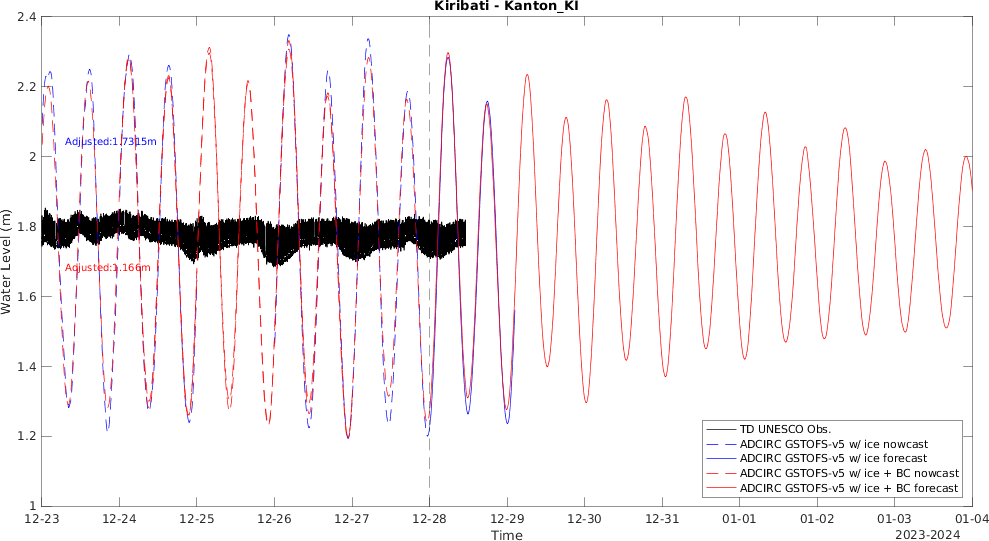 Kiribati - Kanton_KI
2.4
2.2
2
1.8
1.6
1.4
1.2
1
Water Level (m)
Adjusted:1.7315m
Adjusted:1.166m
TD UNESCO Obs.
ADCIRC GSTOFS-v5 w/ ice nowcast
ADCIRC GSTOFS-v5 w/ ice forecast
ADCIRC GSTOFS-v5 w/ ice + BC nowcast
ADCIRC GSTOFS-v5 w/ ice + BC forecast
12-23 12-24 12-25 12-26 12-27 12-28 12-29 12-30 12-31 01-01 01-02 01-03 01-04
Time
2023-2024